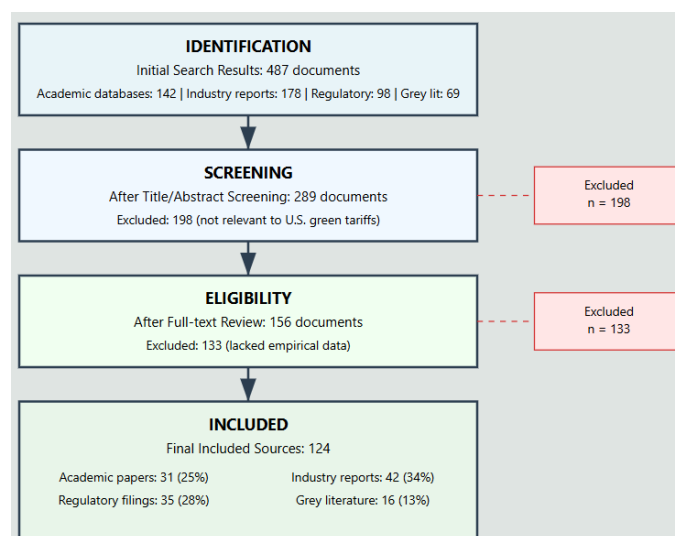 IDENTIFICATION
Initial Search Results: 487 documents
Academic databases: 142 | Industry reports: 178 | Regulatory: 98 | Grey lit: 69
SCREENING
After Title/Abstract Screening: 289 documents
Excluded: 198 (not relevant to U.S. green tariffs)
Excluded
n = 198
ELIGIBILITY
After Full-text Review: 156 documents
Excluded: 133 (lacked empirical data)
Excluded
n = 133
INCLUDED
Final Included Sources: 124
Academic papers: 31 (25%) Industry reports: 42 (34%)
Regulatory filings: 35 (28%) Grey literature: 16 (13%)